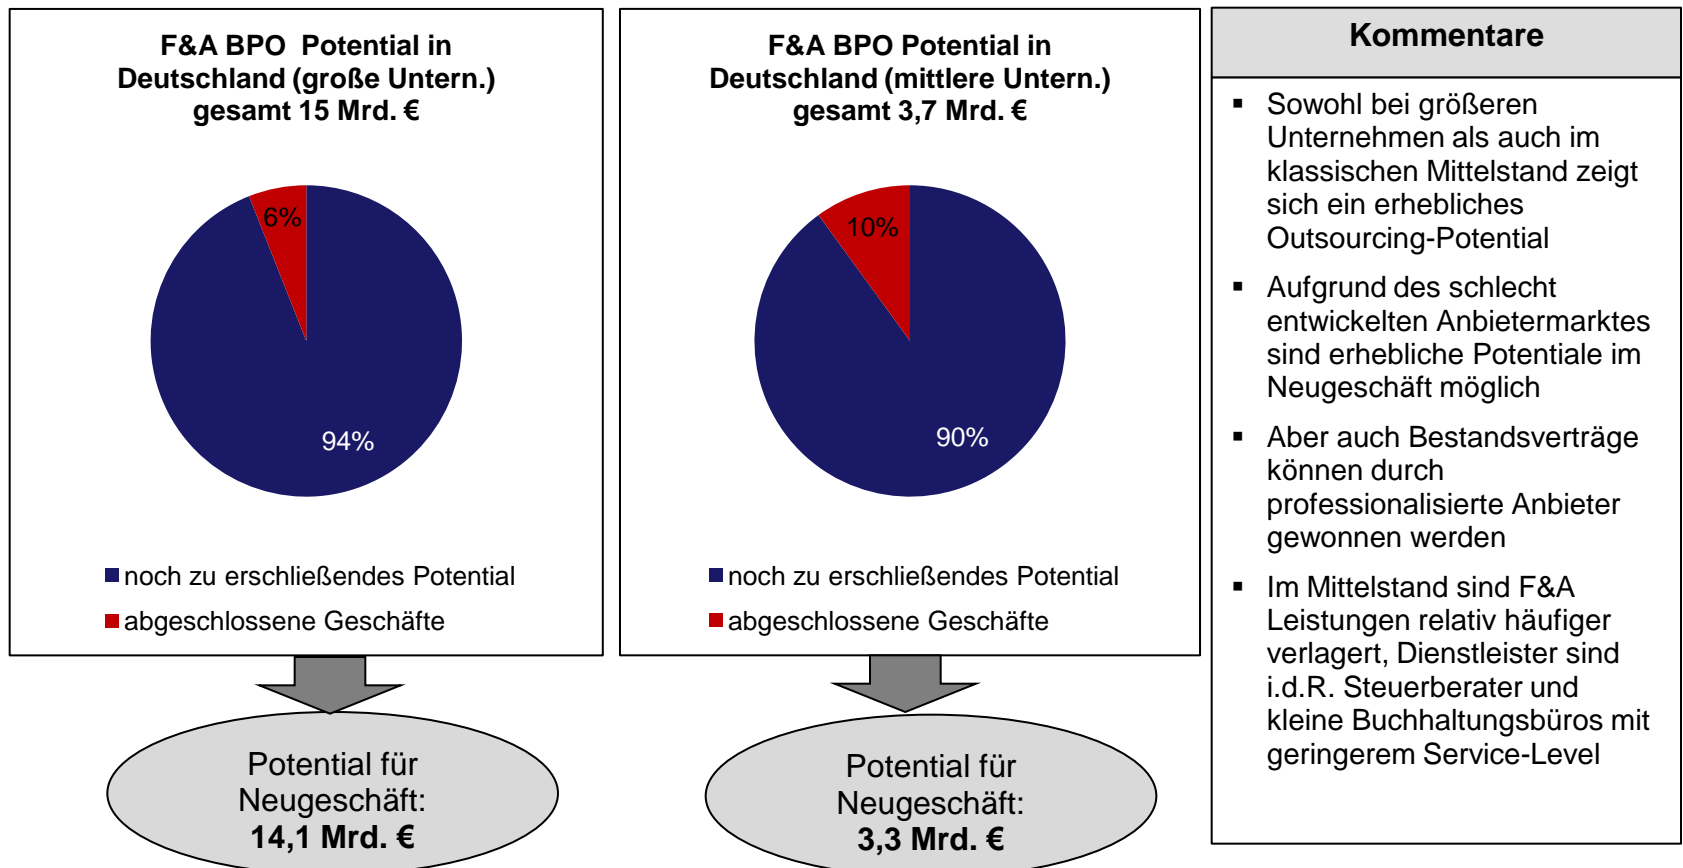 F&A BPO  Potential in
Deutschland (große Untern.)
gesamt 15 Mrd. €
6%
94%
noch zu erschließendes Potential
abgeschlossene Geschäfte
Potential für
Neugeschäft:
14,1 Mrd. €
F&A BPO Potential in
Deutschland (mittlere Untern.)
gesamt 3,7 Mrd. €
10%
90%
noch zu erschließendes Potential
abgeschlossene Geschäfte
Potential für
Neugeschäft:
3,3 Mrd. €
Kommentare
▪ Sowohl bei größeren
Unternehmen als auch im
klassischen Mittelstand zeigt
sich ein erhebliches
Outsourcing-Potential
▪ Aufgrund des schlecht
entwickelten Anbietermarktes
sind erhebliche Potentiale im
Neugeschäft möglich
▪ Aber auch Bestandsverträge
können durch
professionalisierte Anbieter
gewonnen werden
▪ Im Mittelstand sind F&A
Leistungen relativ häufiger
verlagert, Dienstleister sind
i.d.R. Steuerberater und
kleine Buchhaltungsbüros mit
geringerem Service-Level